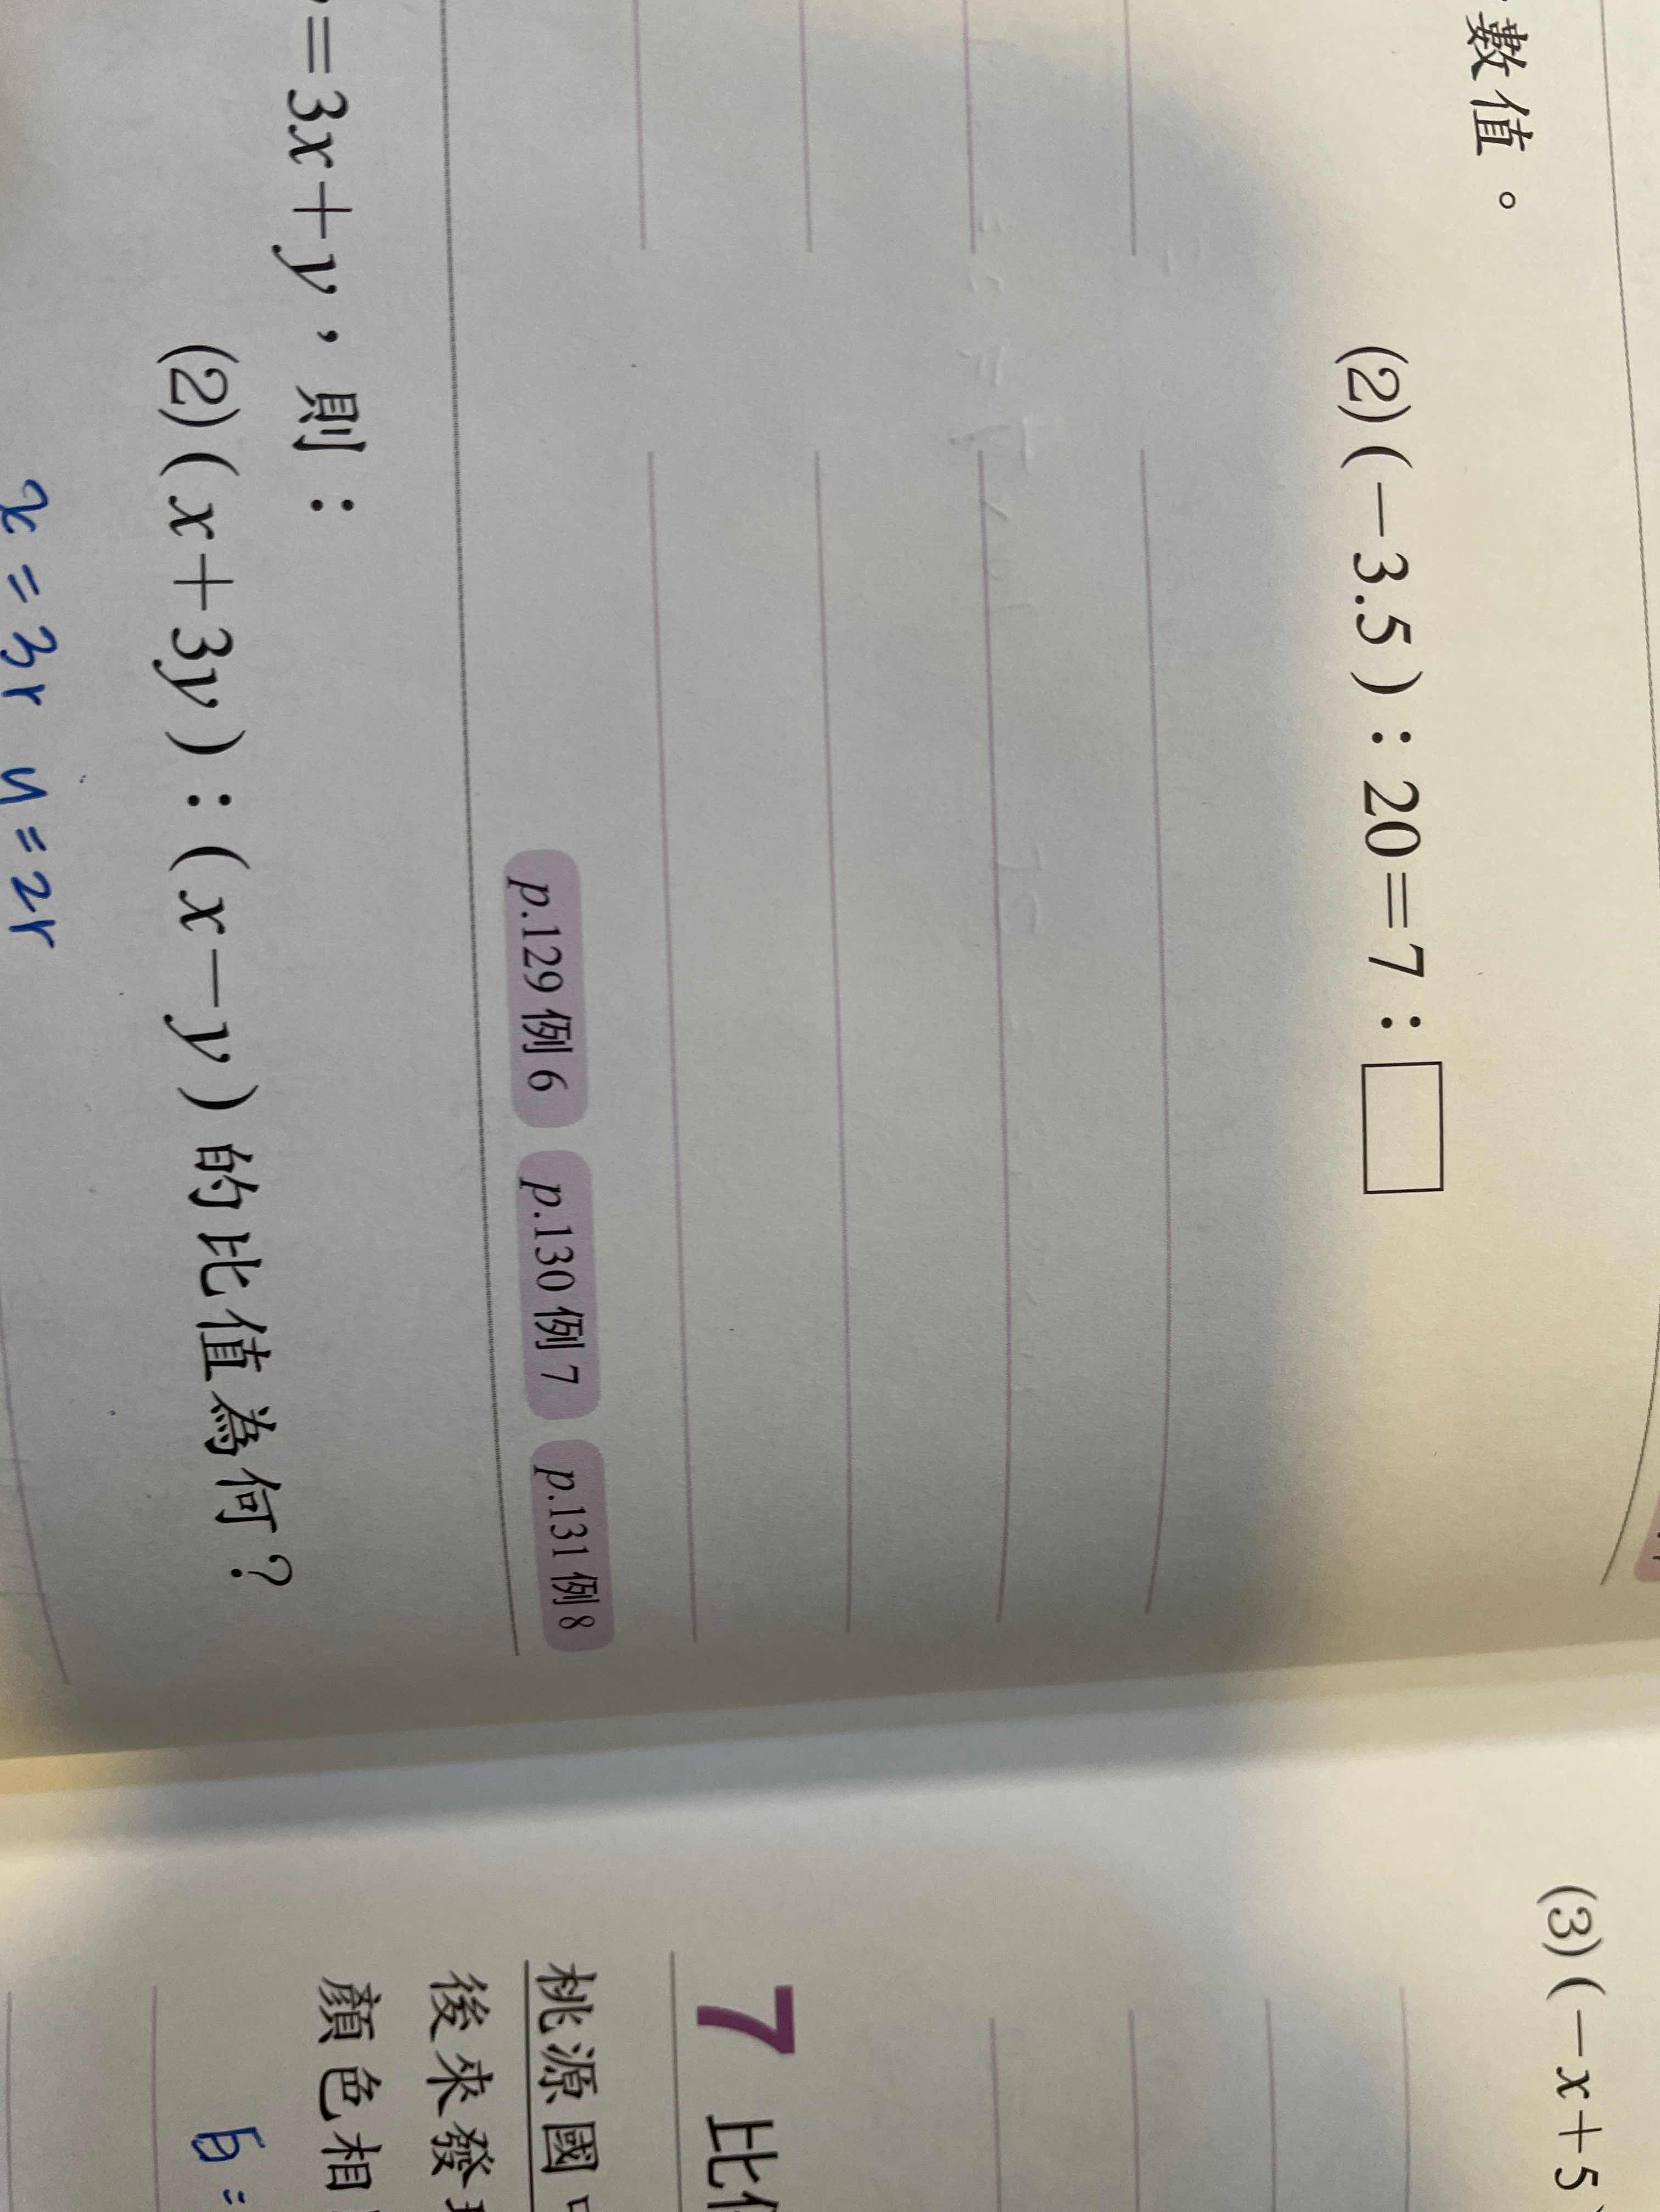 數值。
(2)(-3.5):20=7:□
p.129 例 6 p.130 例 7 p.131 例 8
=3x+y,則:
(2)(x+3y):(x-y)的比值為何?
x=3r y=2r
(3)(-x+5
7 比
桃源國
後來發
顏色相
5=